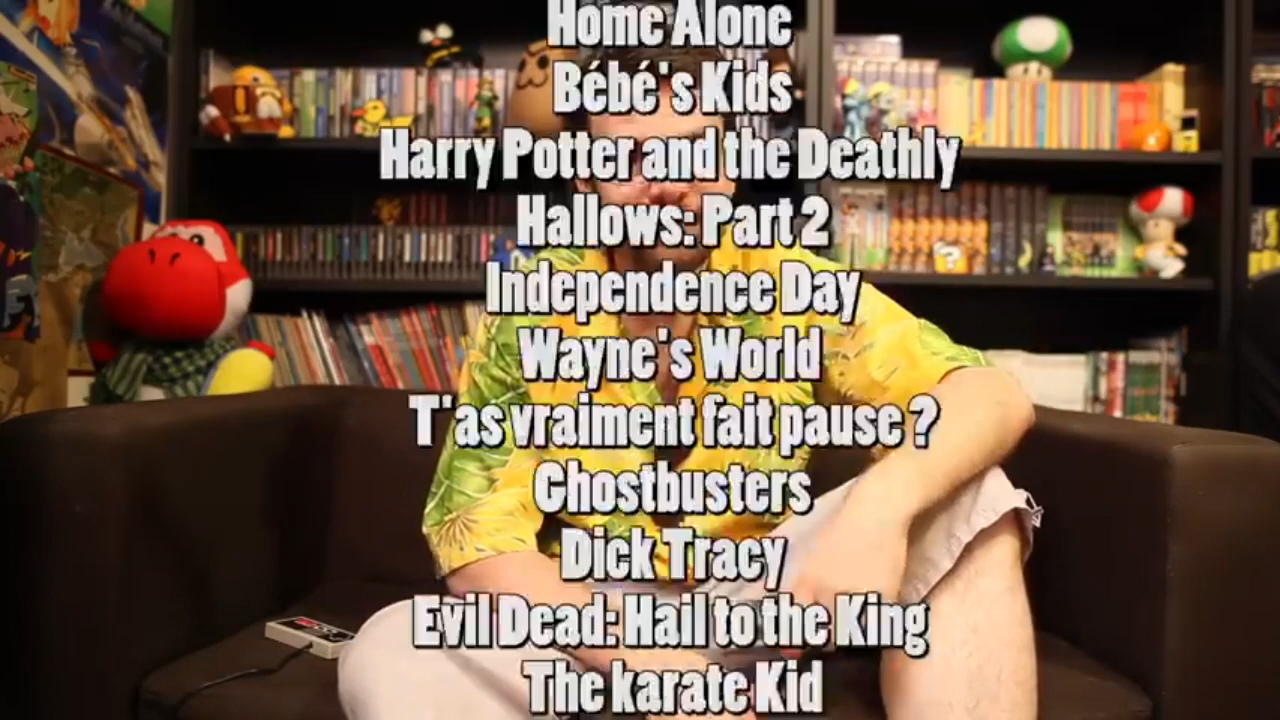 Home Alone
Bébé's Kids
Harry Potter and the Deathly
Hallows: Part 2
Independence Day
Wayne's World
T'as vraiment fait pause ?
Ghostbusters
Dick Tracy
Evil Dead: Hail to the King
The karate Kid